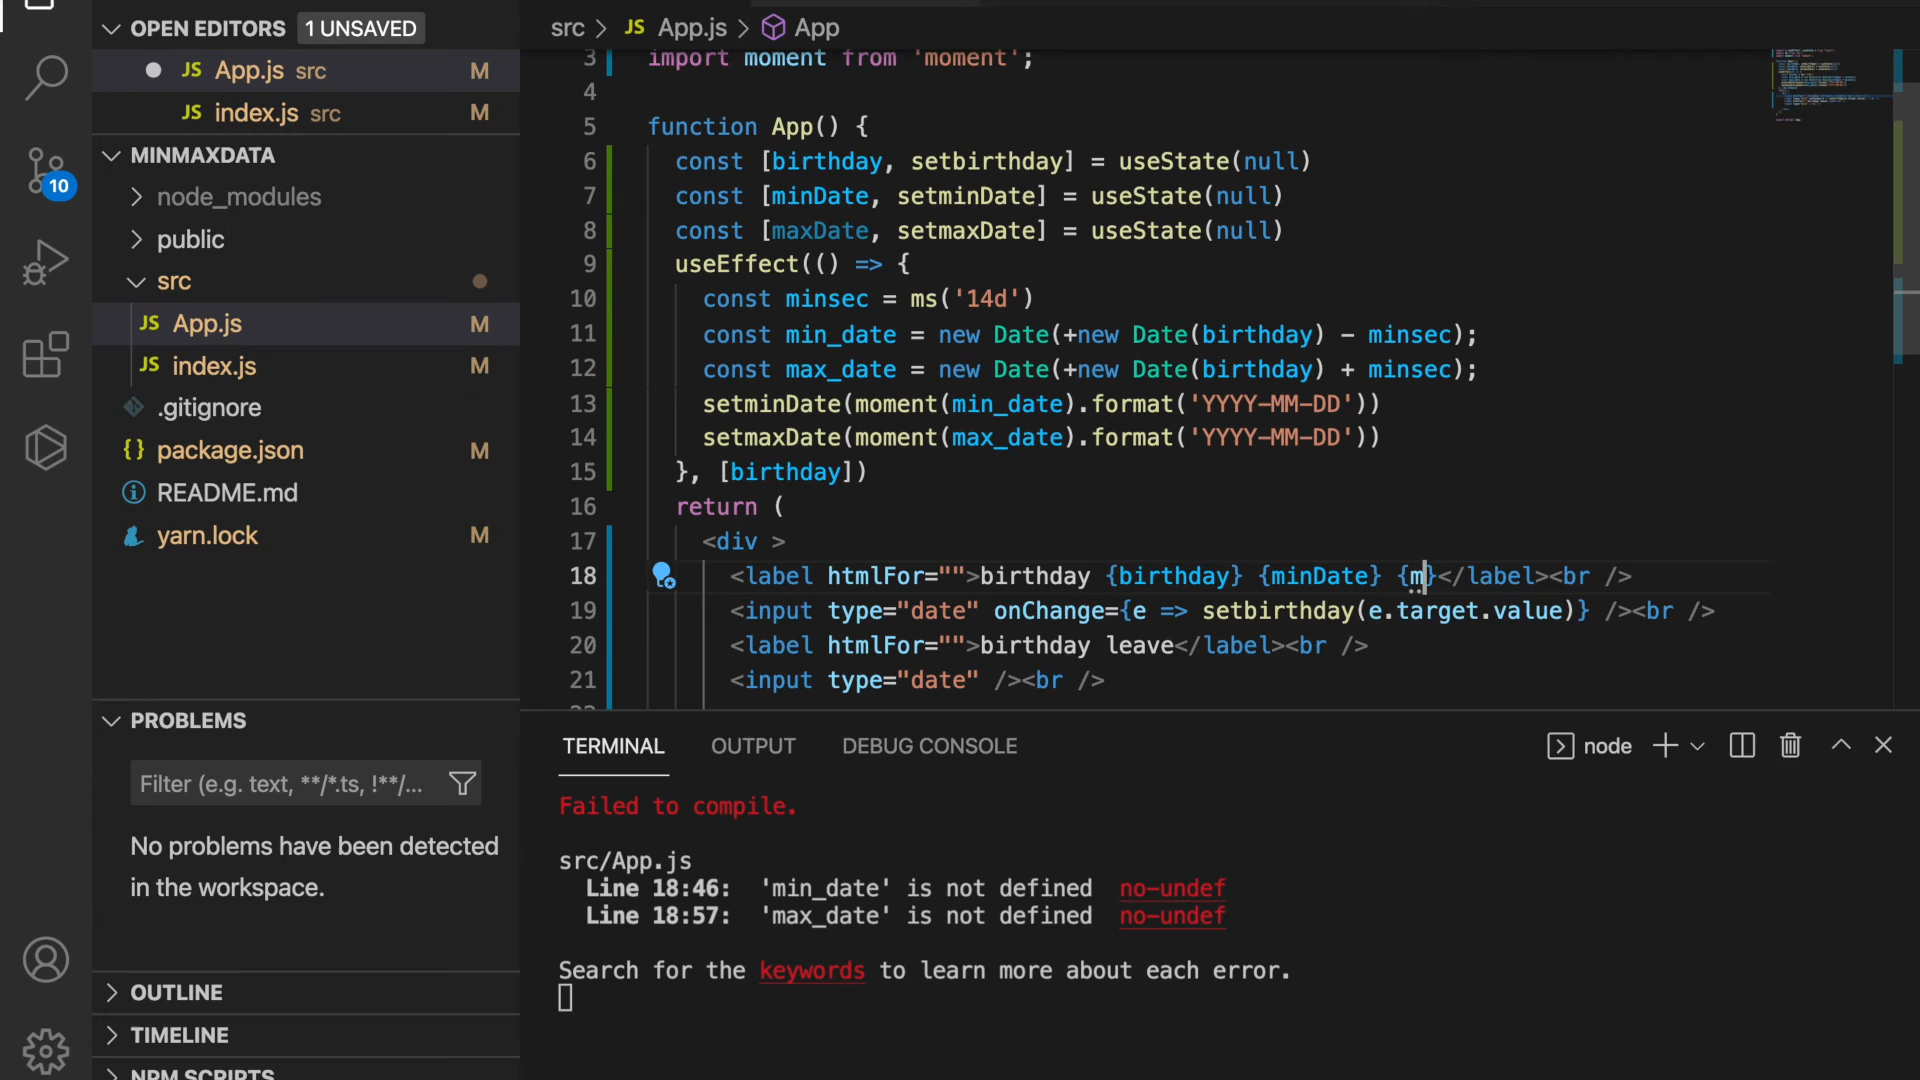 OPEN EDITORS 1 UNSAVED
App.js src M
index.js src M
MINMAXDATA
node_modules
public
src
JS App.js M
JS index.js M
.gitignore
{} package.json M
README.md
yarn.lock M
10
PROBLEMS
Filter (e.g. text, **/*.ts, !**/...
No problems have been detected
in the workspace.
OUTLINE
TIMELINE
NPM SCRIPTS
src > JS App.js > App
3 import moment from 'moment';
4
5 function App() {
6 const [birthday, setbirthday] = useState(null)
7 const [minDate, setminDate] = useState(null)
8 const [maxDate, setmaxDate] = useState(null)
9 useEffect(() => {
10 const minsec = ms('14d')
11 const min_date = new Date(+new Date(birthday) - minsec);
12 const max_date = new Date(+new Date(birthday) + minsec);
13 setminDate(moment(min_date).format('YYYY-MM-DD'))
14 setmaxDate(moment(max_date).format('YYYY-MM-DD'))
15 }, [birthday])
16 return (
17 <div >
18 <label htmlFor="">birthday {birthday} {minDate} {m}</label><br />
19 <input type="date" onChange={e => setbirthday(e.target.value)} /><br />
20 <label htmlFor="">birthday leave</label><br />
21 <input type="date" /><br />
TERMINAL OUTPUT DEBUG CONSOLE node
Failed to compile.
src/App.js
Line 18:46: 'min_date' is not defined no-undef
Line 18:57: 'max_date' is not defined no-undef
Search for the keywords to learn more about each error.